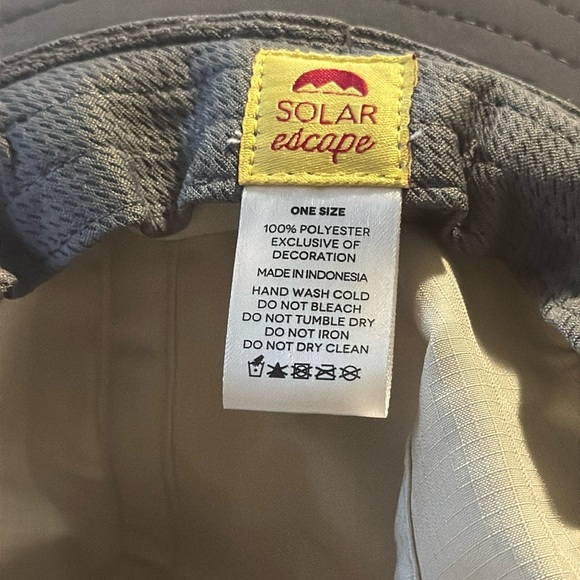 SOLAR
escape
ONE SIZE
100% POLYESTER
EXCLUSIVE OF
DECORATION
MADE IN INDONESIA
HAND WASH COLD
DO NOT BLEACH
DO NOT TUMBLE DRY
DO NOT IRON
DO NOT DRY CLEAN